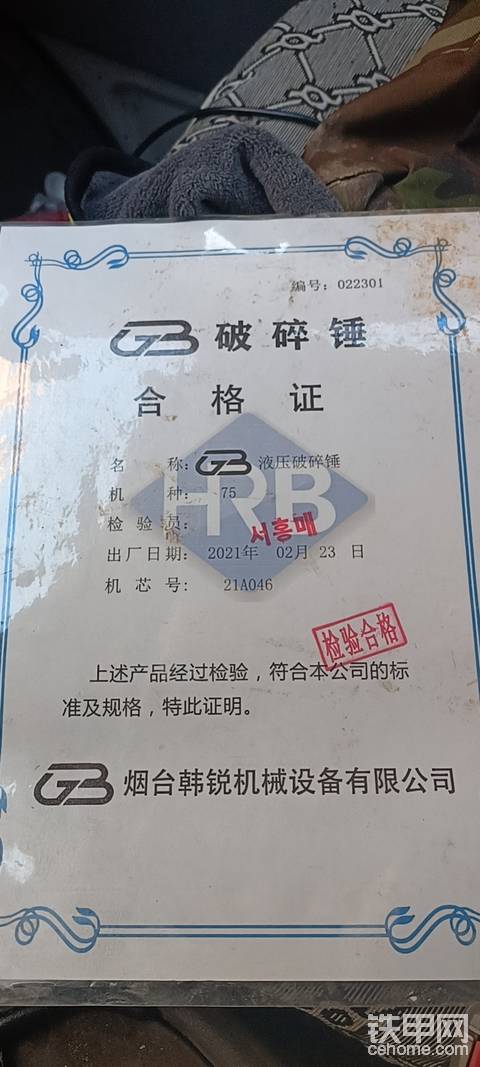 编号：022301
GB 破碎锤
合格证
HRB
名 称：GB 液压破碎锤
机 种： 75
检 验 员： 서흥매
出厂日期： 2021年 02月 23 日
机 芯 号： 21A046
检验合格
上述产品经过检验，符合本公司的标
准及规格，特此证明。
GB 烟台韩锐机械设备有限公司
铁甲网
cehome.com